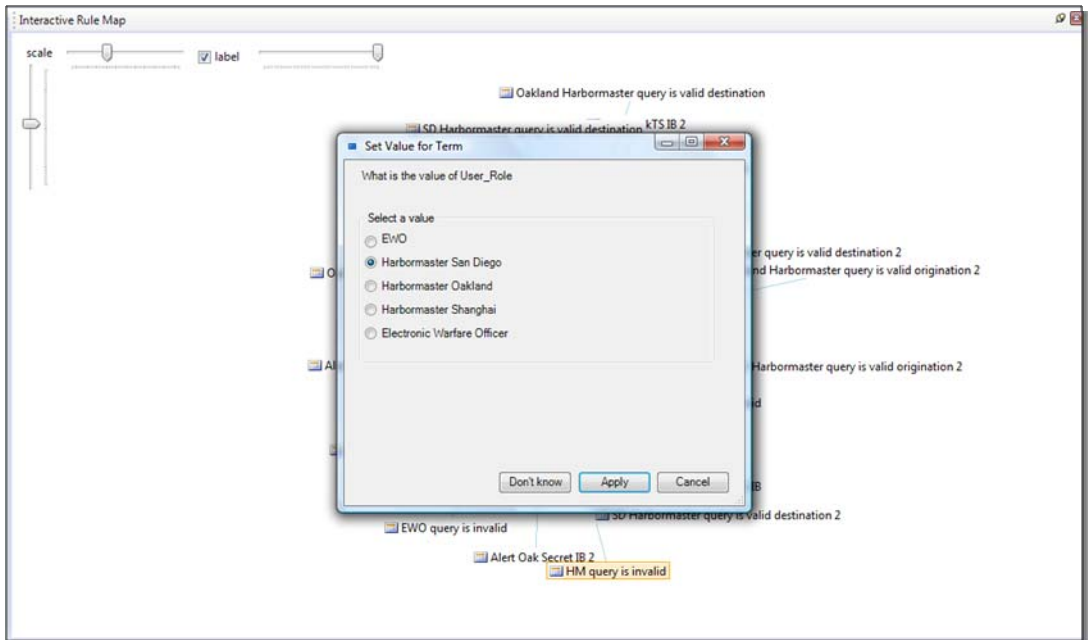 Interactive Rule Map
scale
label
Oakland Harbormaster query is valid destination
SD Harbormaster query is valid destination
kTS IB 2
Set Value for Term
What is the value of User_Role
Select a value
EWO
Harbormaster San Diego
Harbormaster Oakland
Harbormaster Shanghai
Electronic Warfare Officer
er query is valid destination 2
O
nd Harbormaster query is valid origination 2
Al
Harbormaster query is valid origination 2
id
Don't know
Apply
Cancel
IB
SD Harbormaster query is valid destination 2
EWO query is invalid
Alert Oak Secret IB 2
HM query is invalid